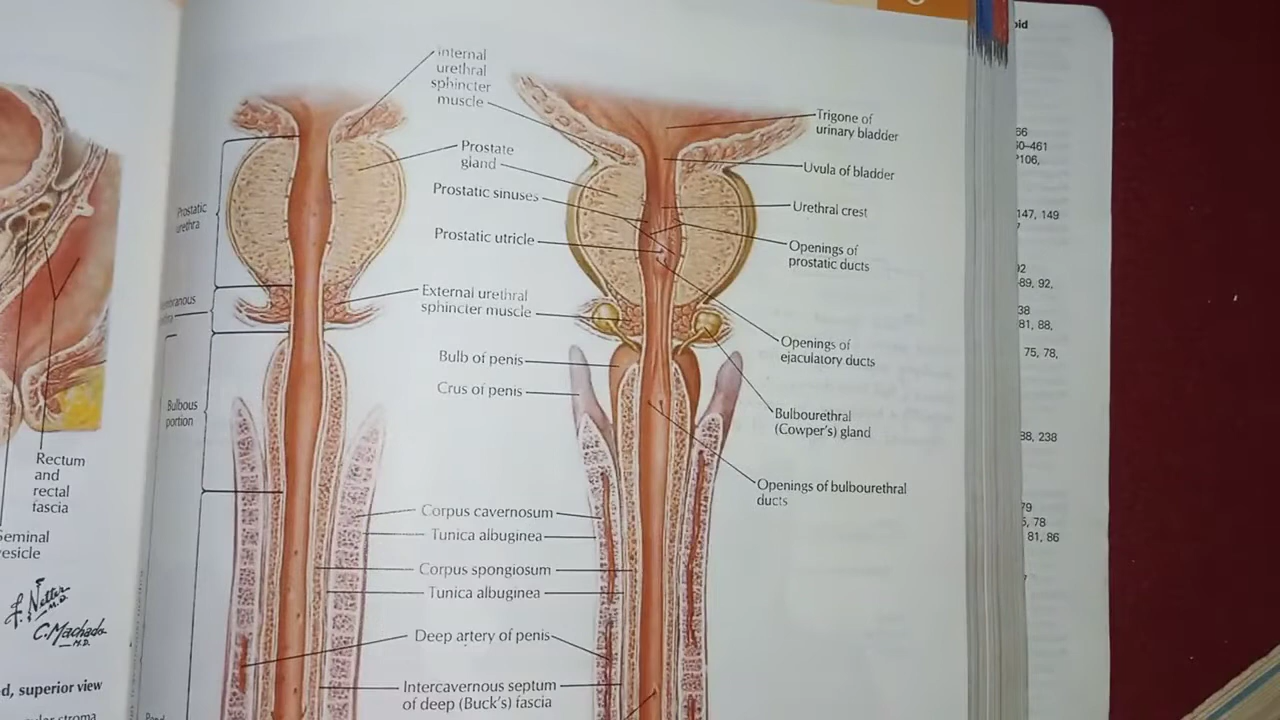 Internal
urethral
sphincter
muscle
Prostate
gland
Prostatic sinuses
Prostatic utricle
External urethral
sphincter muscle
Bulb of penis
Crus of penis
Corpus cavernosum
Tunica albuginea
Corpus spongiosum
Tunica albuginea
Deep artery of penis
Intercavernous septum
of deep (Buck's) fascia
Trigone of
urinary bladder
Uvula of bladder
Urethral crest
Openings of
prostatic ducts
Openings of
ejaculatory ducts
Bulbourethral
(Cowper's) gland
Openings of bulbourethral
ducts
Prostatic
urethra
Bulbous
portion
Rectum
and
rectal
fascia
Seminal
vesicle
F. Netter
M.D.
C. Machado
M.D.
d, superior view
147, 149
89, 92,
81, 88,
75, 78,
38, 238
78
81, 86